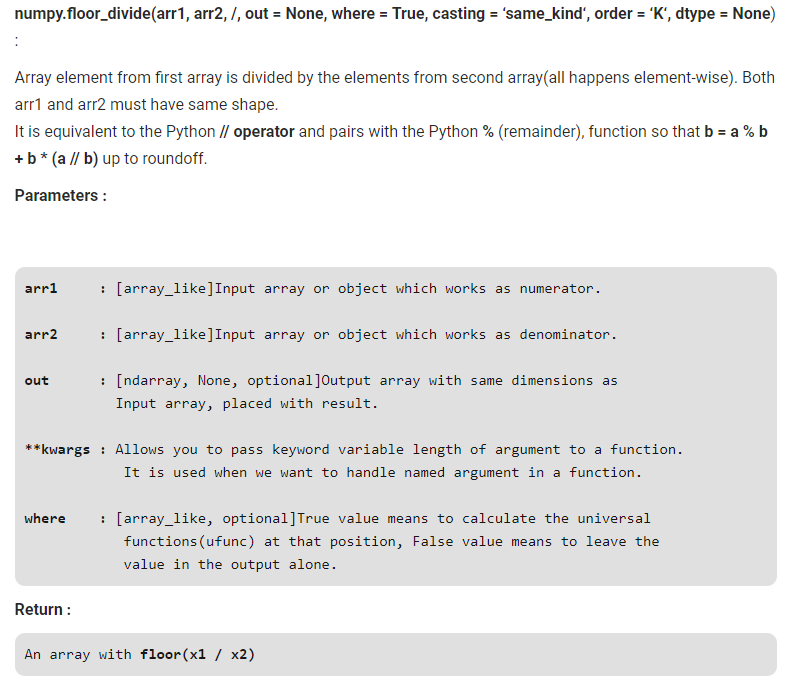 numpy.floor_divide(arr1, arr2, /, out = None, where = True, casting = 'same_kind', order = 'K', dtype = None)
:
Array element from first array is divided by the elements from second array(all happens element-wise). Both
arr1 and arr2 must have same shape.
It is equivalent to the Python // operator and pairs with the Python % (remainder), function so that b = a % b
+ b * (a // b) up to roundoff.
Parameters :
arr1     : [array_like]Input array or object which works as numerator.
arr2     : [array_like]Input array or object which works as denominator.
out      : [ndarray, None, optional]Output array with same dimensions as
Input array, placed with result.
**kwargs : Allows you to pass keyword variable length of argument to a function.
It is used when we want to handle named argument in a function.
where    : [array_like, optional]True value means to calculate the universal
functions(ufunc) at that position, False value means to leave the
value in the output alone.
Return :
An array with floor(x1 / x2)